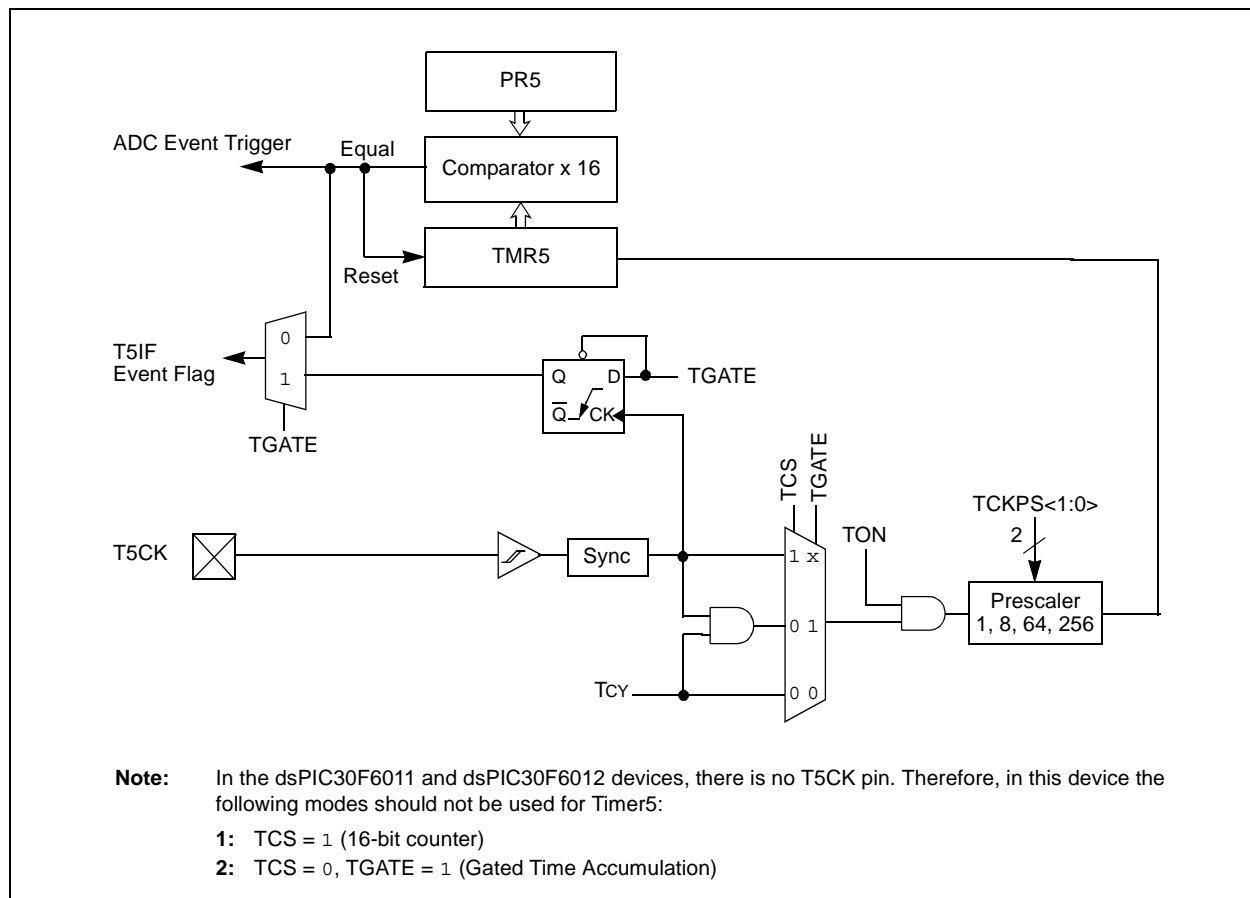 PR5
ADC Event Trigger
Equal
Comparator x 16
TMR5
Reset
0
T5IF
Event Flag
1
Q
D
TGATE
Q
CK
TGATE
TCS
TGATE
TCKPS<1:0>
2
TON
T5CK
Sync
1 x
Prescaler
1, 8, 64, 256
0 1
TCY
0 0
Note: In the dsPIC30F6011 and dsPIC30F6012 devices, there is no T5CK pin. Therefore, in this device the
following modes should not be used for Timer5:
1: TCS = 1 (16-bit counter)
2: TCS = 0, TGATE = 1 (Gated Time Accumulation)